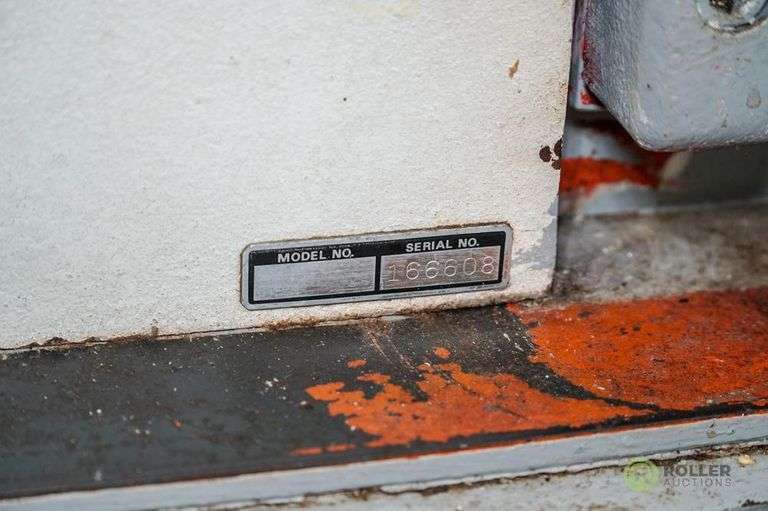 MODEL NO. SERIAL NO.
166608
ROLLER
AUCTIONS